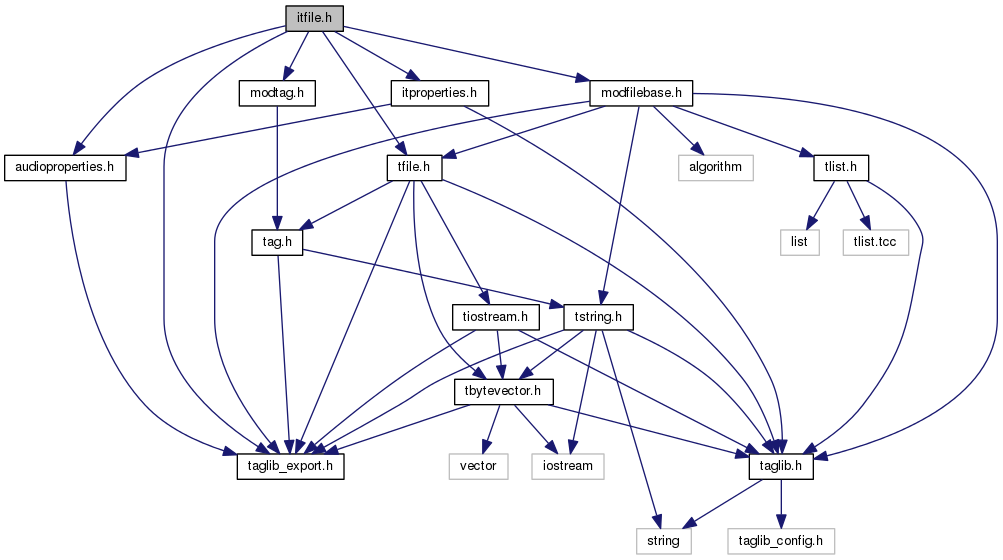 itfile.h
modtag.h
itproperties.h
modfilebase.h
audioproperties.h
tfile.h
algorithm
tlist.h
tag.h
list
tlist.tcc
tiostream.h
tstring.h
tbytevector.h
taglib_export.h
vector
iostream
taglib.h
string
taglib_config.h